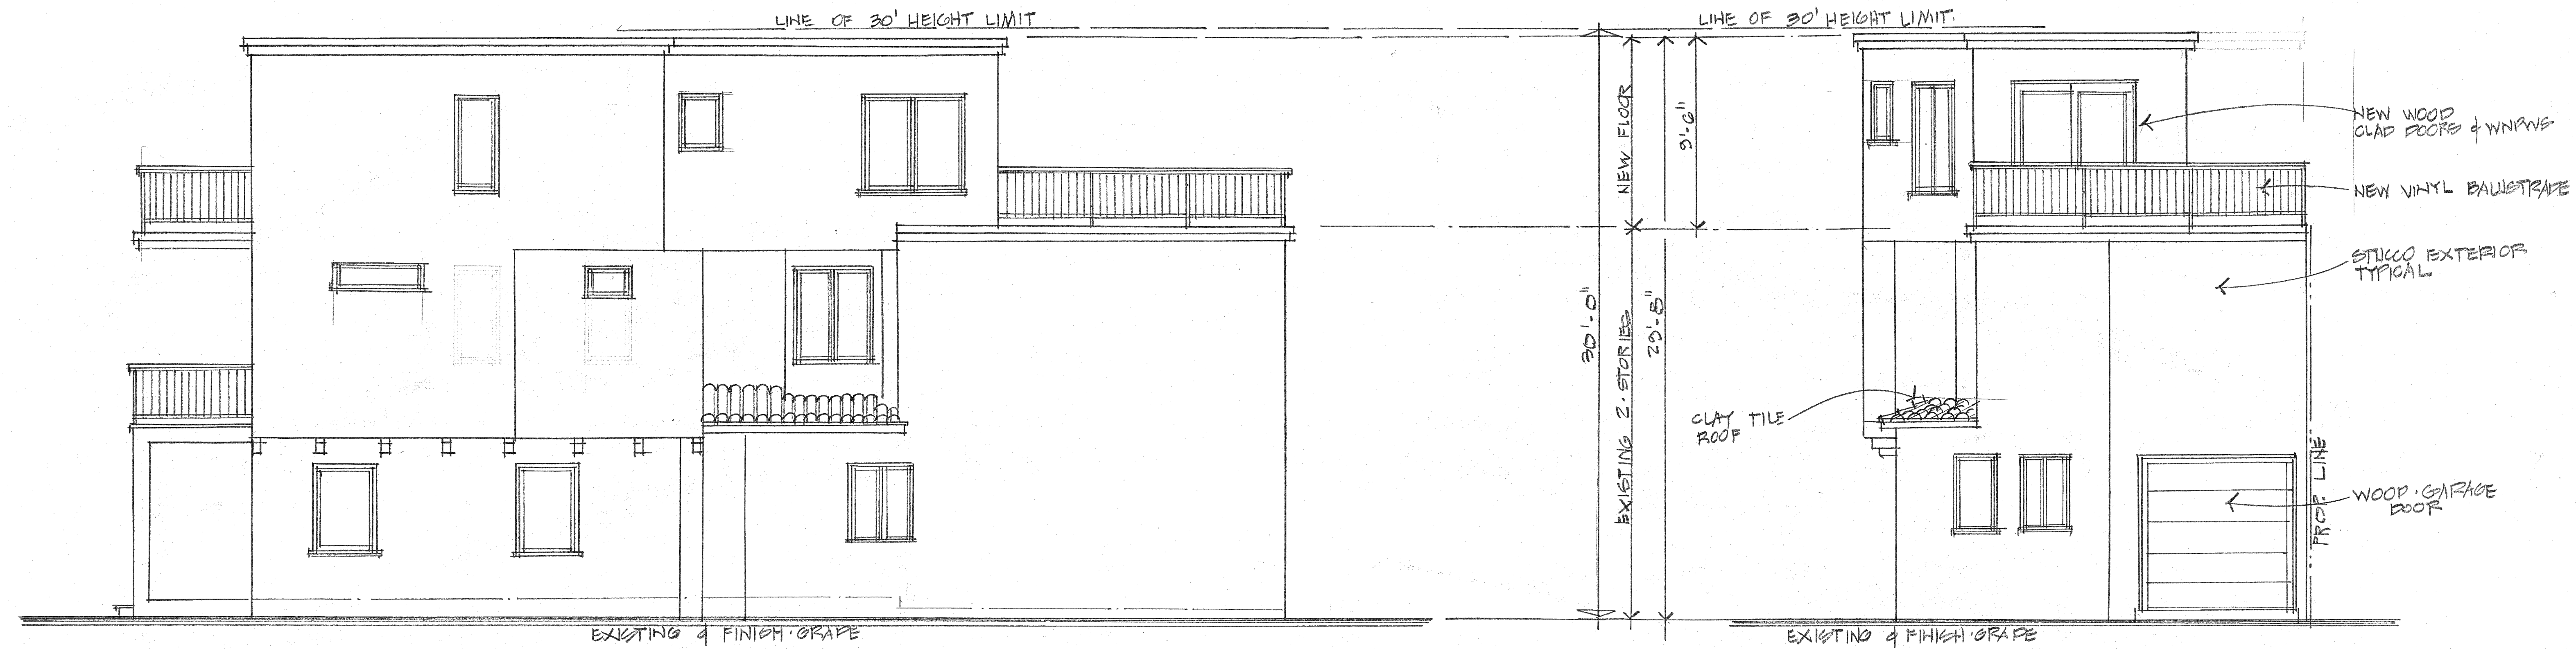 LINE OF 30' HEIGHT LIMIT
LINE OF 30' HEIGHT LIMIT.
NEW FLOOR
9'-6"
30'-0"
EXISTING 2·STORIES
29'-8"
NEW WOOD
CLAD DOORS & WNDWS
NEW VINYL BALUSTRADE
STUCCO EXTERIOR
TYPICAL
CLAY TILE
ROOF
PROP. LINE
WOOD·GARAGE
DOOR
EXISTING & FINISH·GRADE
EXISTING & FINISH·GRADE